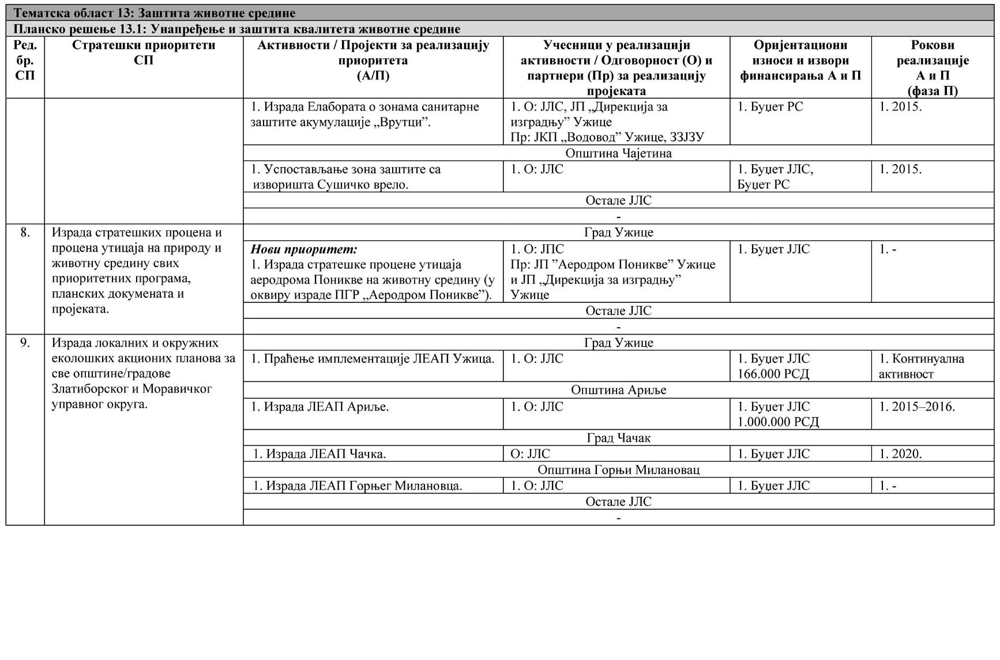 Тематска област 13: Заштита животне средине
Планско решење 13.1: Унапређење и заштита квалитета животне средине
Ред.
бр.
СП
Стратешки приоритети
СП
Активности / Пројекти за реализацију
приоритета
(А/П)
Учесници у реализацији
активности / Одговорност (О) и
партнери (Пр) за реализацију
пројеката
Оријентациони
износи и извори
финансирања А и П
Рокови
реализације
А и П
(фаза П)
1. Израда Елабората о зонама санитарне
заштите акумулације „Врутци”.
1. О: ЈЛС, ЈП „Дирекција за
изградњу” Ужице
Пр: ЈКП „Водовод” Ужице, ЗЗЈЗУ
1. Буџет РС
1. 2015.
Општина Чајетина
1. Успостављање зона заштите са
изворишта Сушичко врело.
1. О: ЈЛС
1. Буџет ЈЛС,
Буџет РС
1. 2015.
Остале ЈЛС
-
8.
Израда стратешких процена и
процена утицаја на природу и
животну средину свих
приоритетних програма,
планских докумената и
пројеката.
Град Ужице
Нови приоритет:
1. Израда стратешке процене утицаја
аеродрома Поникве на животну средину (у
оквиру израде ПГР „Аеродром Поникве”).
1. О: ЈПС
Пр: ЈП ”Аеродром Поникве” Ужице
и ЈП „Дирекција за изградњу”
Ужице
1. Буџет ЈЛС
1. -
Остале ЈЛС
-
9.
Израда локалних и окружних
еколошких акционих планова за
све општине/градове
Златиборског и Моравичког
управног округа.
Град Ужице
1. Праћење имплементације ЛЕАП Ужица.
1. О: ЈЛС
1. Буџет ЈЛС
166.000 РСД
1. Континуална
активност
Општина Ариље
1. Израда ЛЕАП Ариље.
1. О: ЈЛС
1. Буџет ЈЛС
1.000.000 РСД
1. 2015–2016.
Град Чачак
1. Израда ЛЕАП Чачка.
О: ЈЛС
1. Буџет ЈЛС
1. 2020.
Општина Горњи Милановац
1. Израда ЛЕАП Горњег Милановца.
1. О: ЈЛС
1. Буџет ЈЛС
1. -
Остале ЈЛС
-